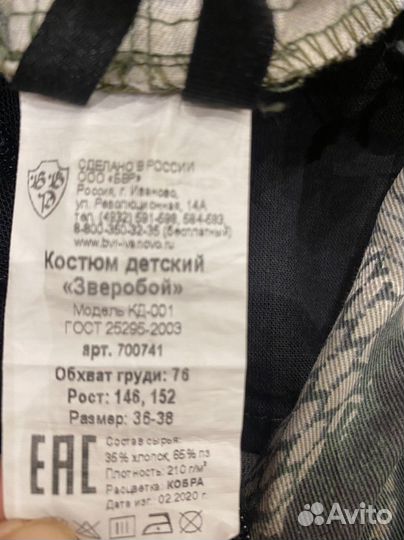 СДЕЛАНО В РОССИИ
ООО «БВР»
Россия, г. Иваново,
ул. Революционная, 14А
тел. (4932) 591-598, 584-583,
8-800-350-32-35 (бесплатный)
www.bvr-ivanovo.ru
Костюм детский
«Зверобой»
Модель КД-001
ГОСТ 25295-2003
арт. 700741
Обхват груди: 76
Рост: 146, 152
Размер: 36-38
ЕАС
Состав сырья:
35% хлопок, 65% пэ
Плотность: 210 г/м²
Расцветка: КОБРА
Дата изг. 02.2020 г.
Avito